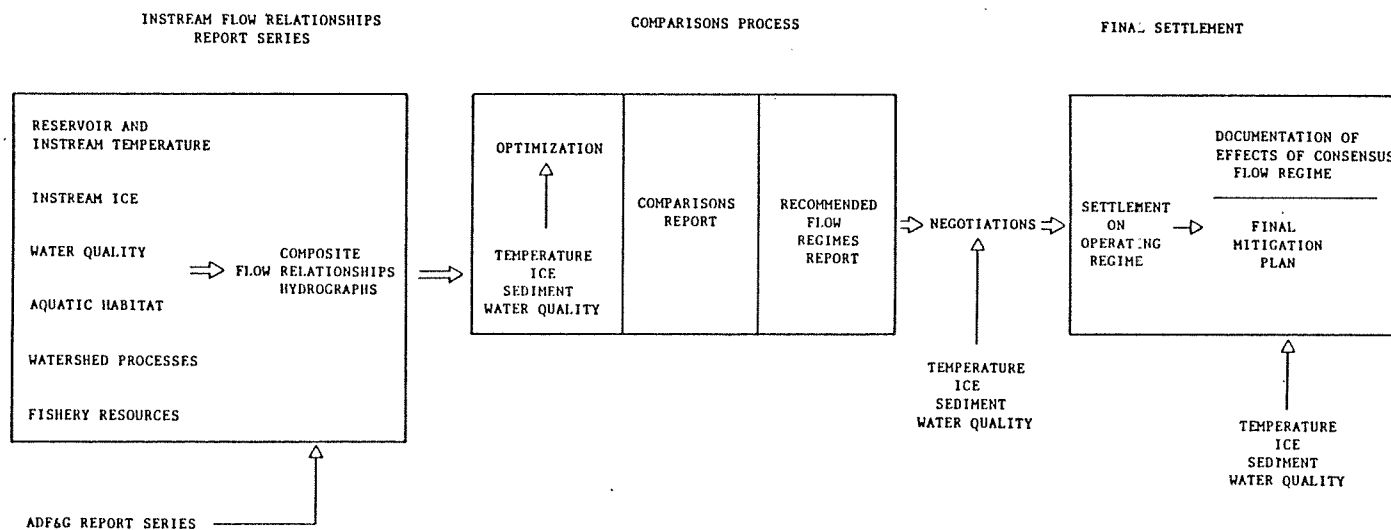 INSTREAM FLOW RELATIONSHIPS
REPORT SERIES
COMPARISONS PROCESS
FINAL SETTLEMENT
RESERVOIR AND
INSTREAM TEMPERATURE
INSTREAM ICE
WATER QUALITY
AQUATIC HABITAT
WATERSHED PROCESSES
FISHERY RESOURCES
COMPOSITE
FLOW RELATIONSHIPS
HYDROGRAPHS
ADF&G REPORT SERIES
OPTIMIZATION
TEMPERATURE
ICE
SEDIMENT
WATER QUALITY
COMPARISONS
REPORT
RECOMMENDED
FLOW
REGIMES
REPORT
NEGOTIATIONS
TEMPERATURE
ICE
SEDIMENT
WATER QUALITY
SETTLEMENT
ON
OPERATING
REGIME
DOCUMENTATION OF
EFFECTS OF CONSENSUS
FLOW REGIME
FINAL
MITIGATION
PLAN
TEMPERATURE
ICE
SEDIMENT
WATER QUALITY